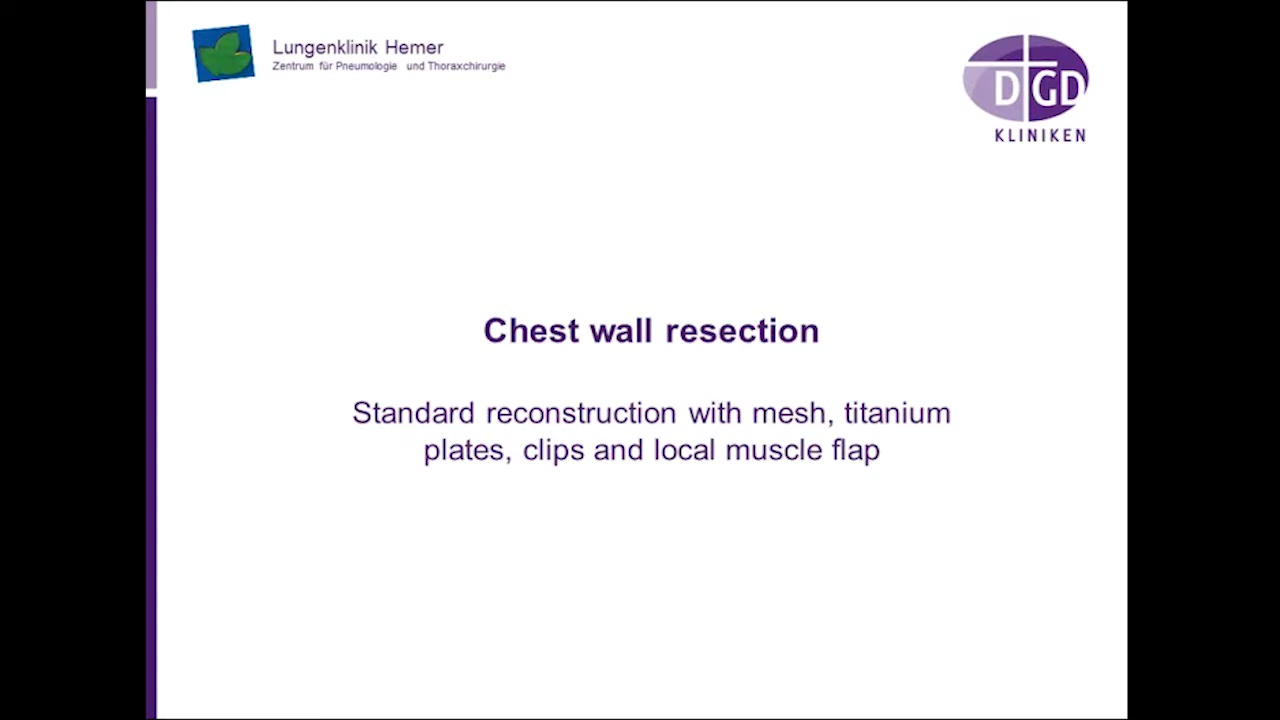 Lungenklinik Hemer
Zentrum für Pneumologie und Thoraxchirurgie
DGD
KLINIKEN
Chest wall resection
Standard reconstruction with mesh, titanium
plates, clips and local muscle flap